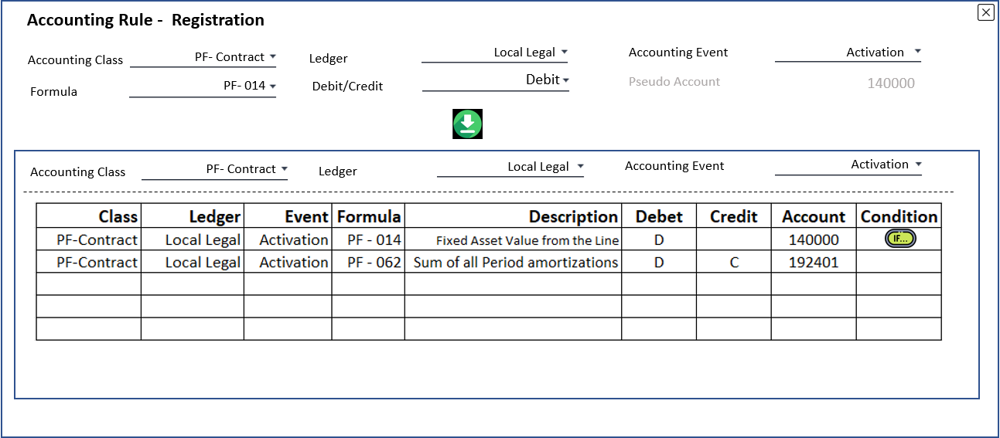 Accounting Rule - Registration
Accounting Class PF- Contract Ledger Local Legal Accounting Event Activation
Formula PF- 014 Debit/Credit Debit Pseudo Account 140000
Accounting Class PF- Contract Ledger Local Legal Accounting Event Activation
Class Ledger Event Formula Description Debet Credit Account Condition
PF-Contract Local Legal Activation PF - 014 Fixed Asset Value from the Line D 140000 IF...
PF-Contract Local Legal Activation PF - 062 Sum of all Period amortizations D C 192401